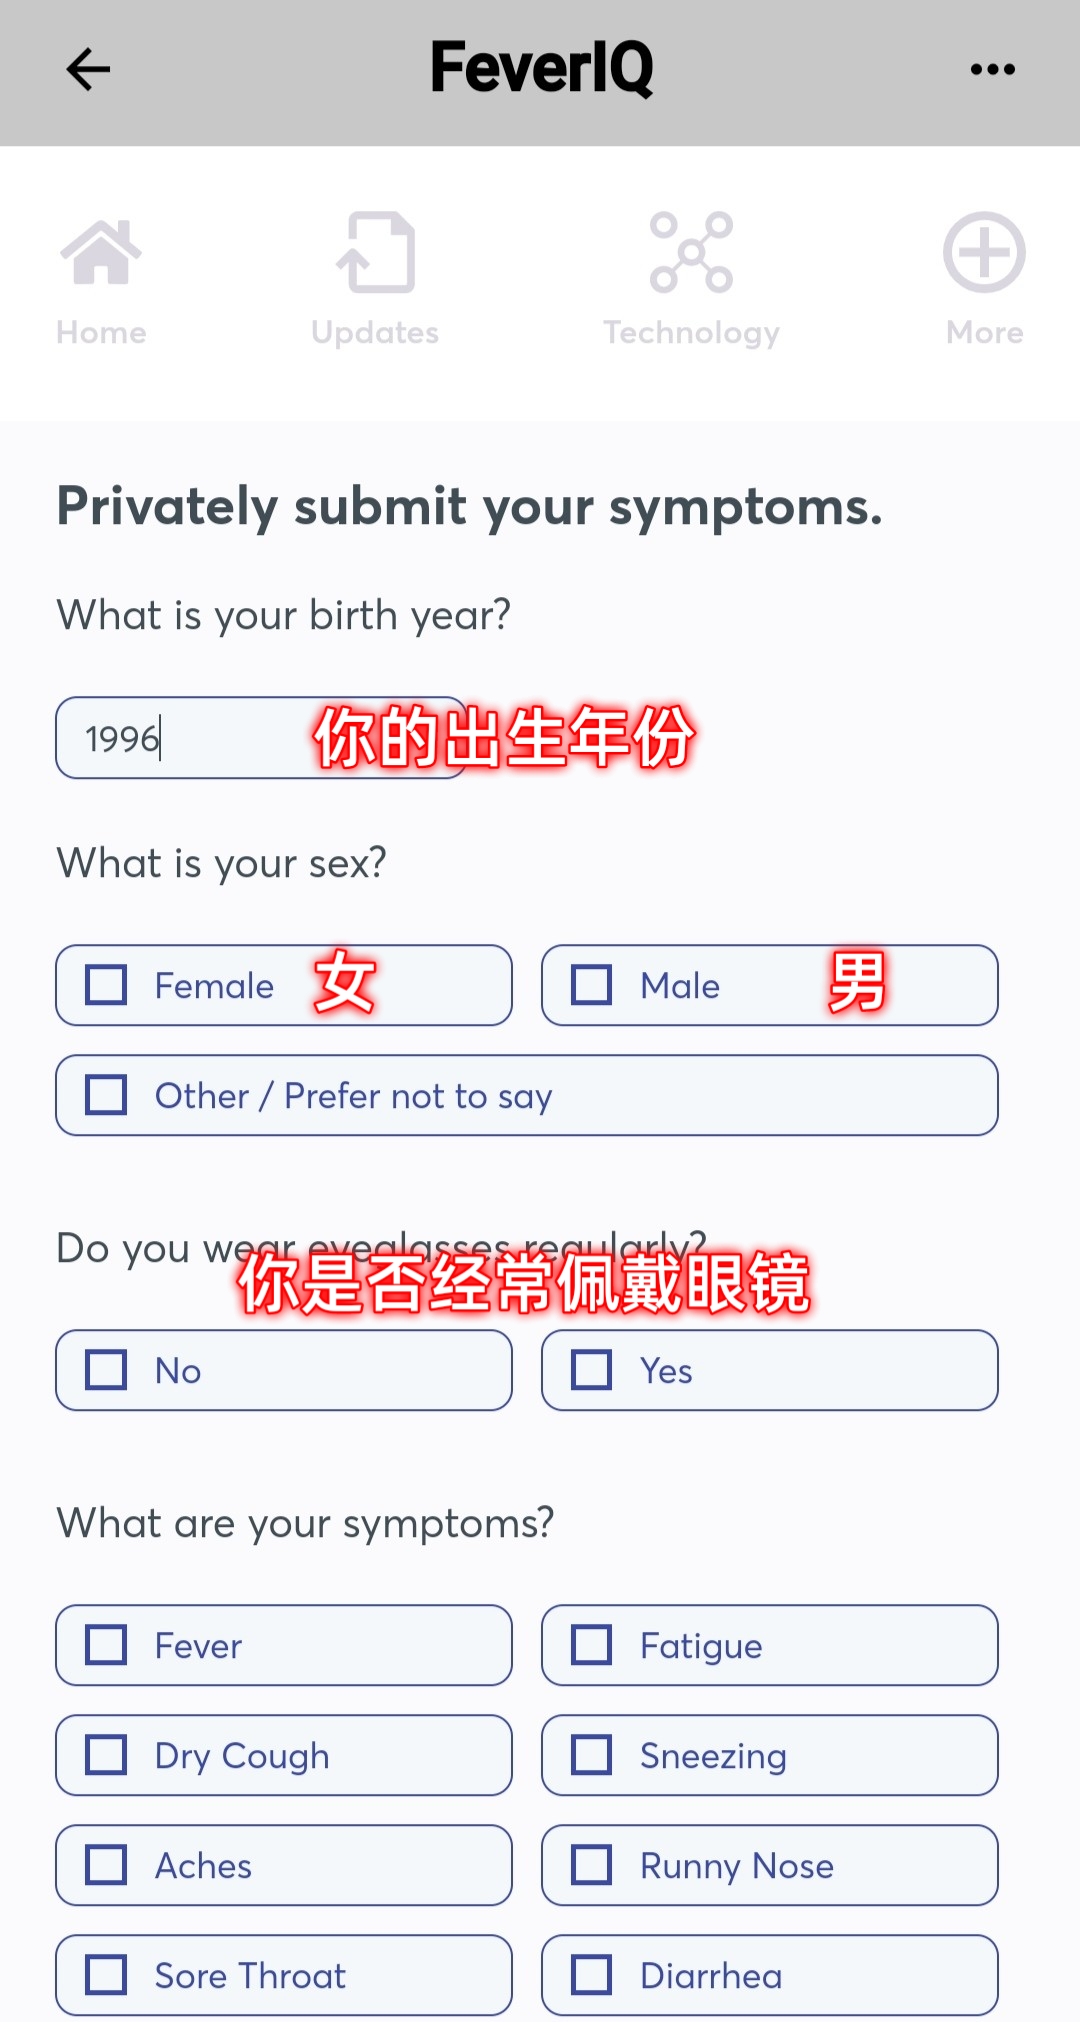 FeverIQ
Home Updates Technology More
Privately submit your symptoms.
What is your birth year?
1996 你的出生年份
What is your sex?
Female 女 Male 男
Other / Prefer not to say
Do you wear eyeglasses regularly?
你是否经常佩戴眼镜
No Yes
What are your symptoms?
Fever Fatigue
Dry Cough Sneezing
Aches Runny Nose
Sore Throat Diarrhea